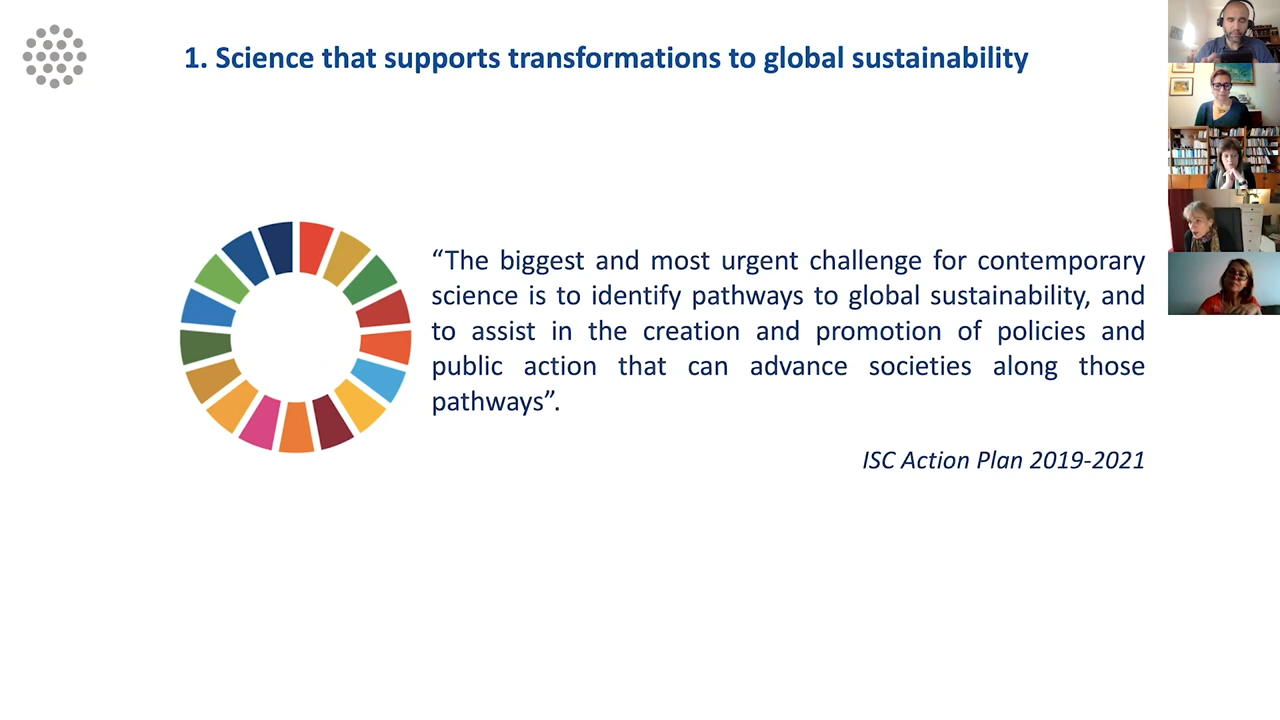 1. Science that supports transformations to global sustainability
“The biggest and most urgent challenge for contemporary
science is to identify pathways to global sustainability, and
to assist in the creation and promotion of policies and
public action that can advance societies along those
pathways”.
ISC Action Plan 2019-2021